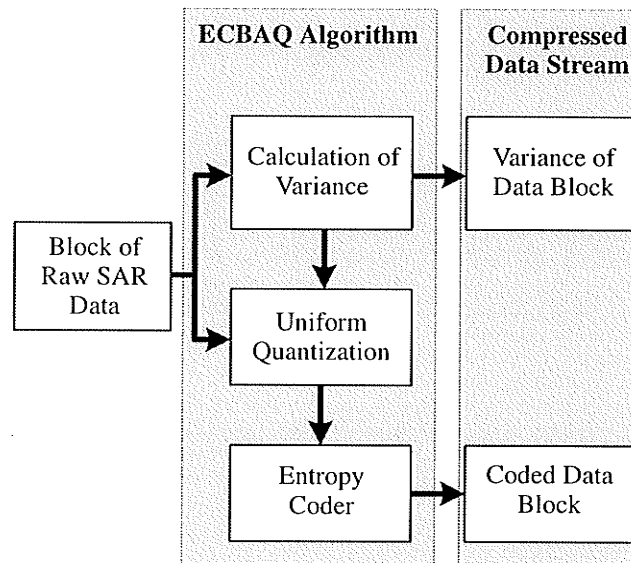 ECBAQ Algorithm
Compressed
Data Stream
Calculation of
Variance
Variance of
Data Block
Block of
Raw SAR
Data
Uniform
Quantization
Entropy
Coder
Coded Data
Block